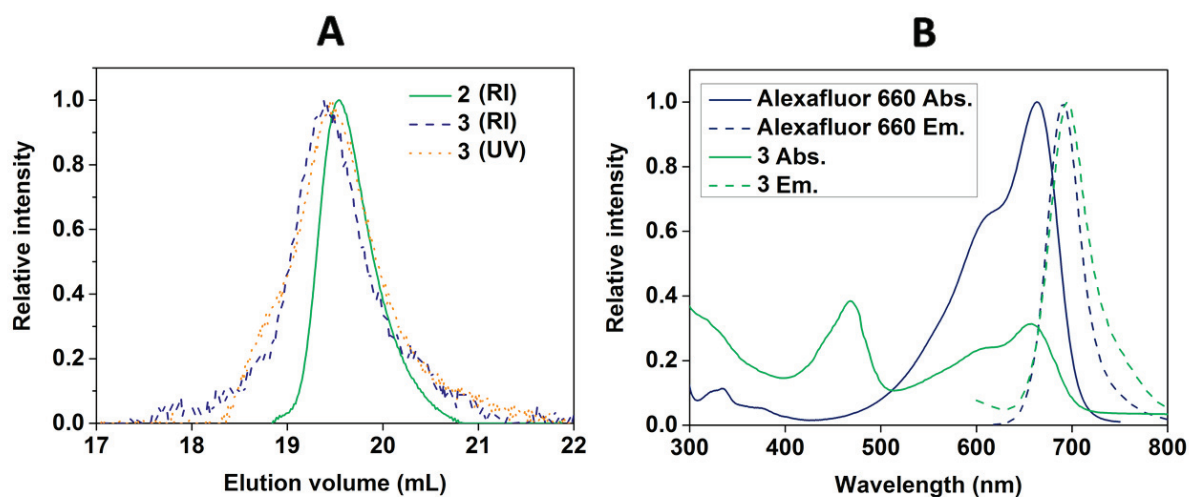 A
B
2 (RI)
3 (RI)
3 (UV)
Alexafluor 660 Abs.
Alexafluor 660 Em.
3 Abs.
3 Em.
Relative intensity
1.0
0.8
0.6
0.4
0.2
0.0
17 18 19 20 21 22
Elution volume (mL)
Relative intensity
1.0
0.8
0.6
0.4
0.2
0.0
300 400 500 600 700 800
Wavelength (nm)